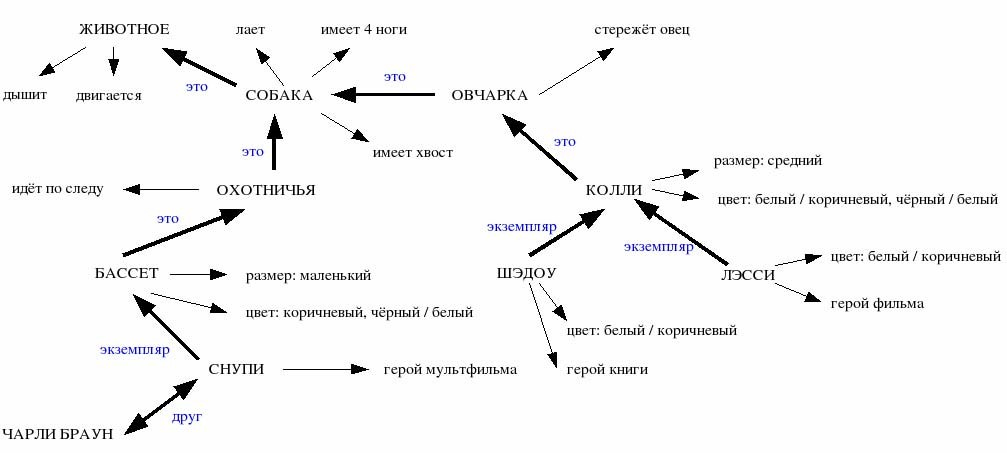 ЖИВОТНОЕ
лает
имеет 4 ноги
стережёт овец
это
это
дышит
двигается
СОБАКА
ОВЧАРКА
это
имеет хвост
это
размер: средний
идёт по следу
ОХОТНИЧЬЯ
КОЛЛИ
цвет: белый / коричневый, чёрный / белый
это
экземпляр
экземпляр
цвет: белый / коричневый
БАССЕТ
размер: маленький
ШЭДОУ
ЛЭССИ
герой фильма
цвет: коричневый, чёрный / белый
цвет: белый / коричневый
экземпляр
СНУПИ
герой мультфильма
герой книги
друг
ЧАРЛИ БРАУН